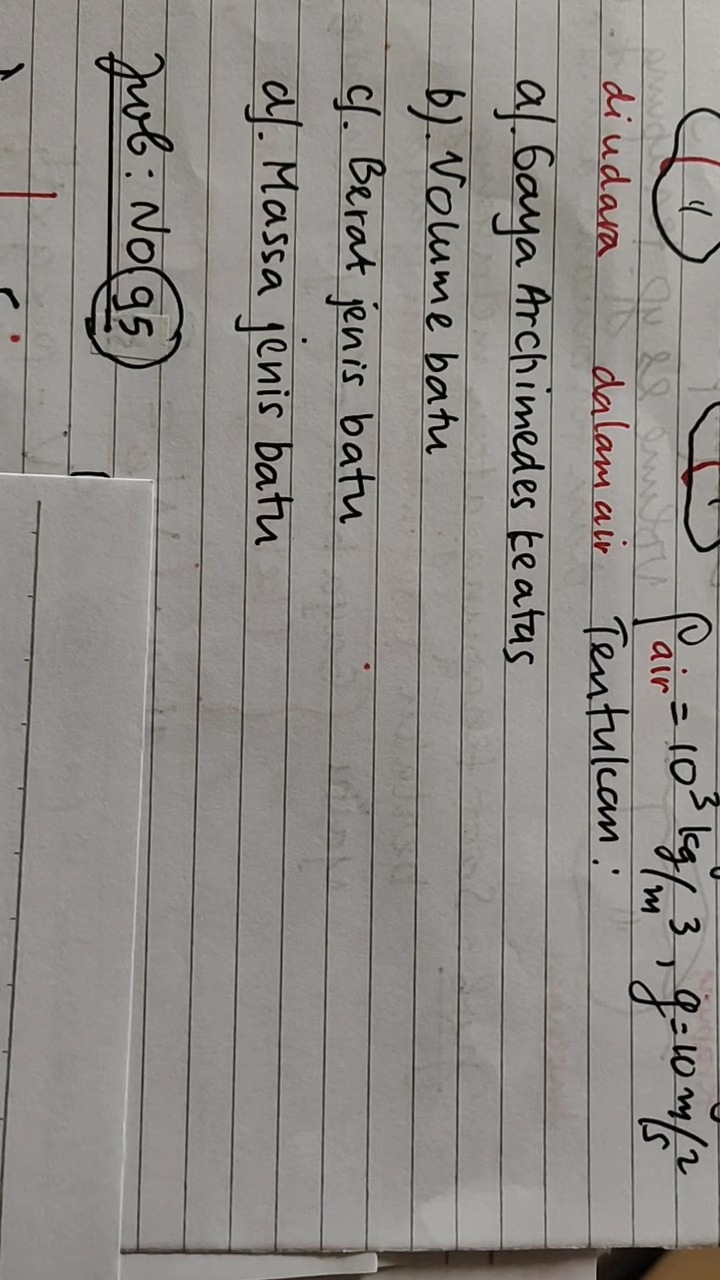 ρair = 10³ kg/m³, g = 10 m/s²
di udara dalam air Tentukan :
a). Gaya Archimedes keatas
b). Volume batu
c). Berat jenis batu
d). Massa jenis batu
Jwb : No 95